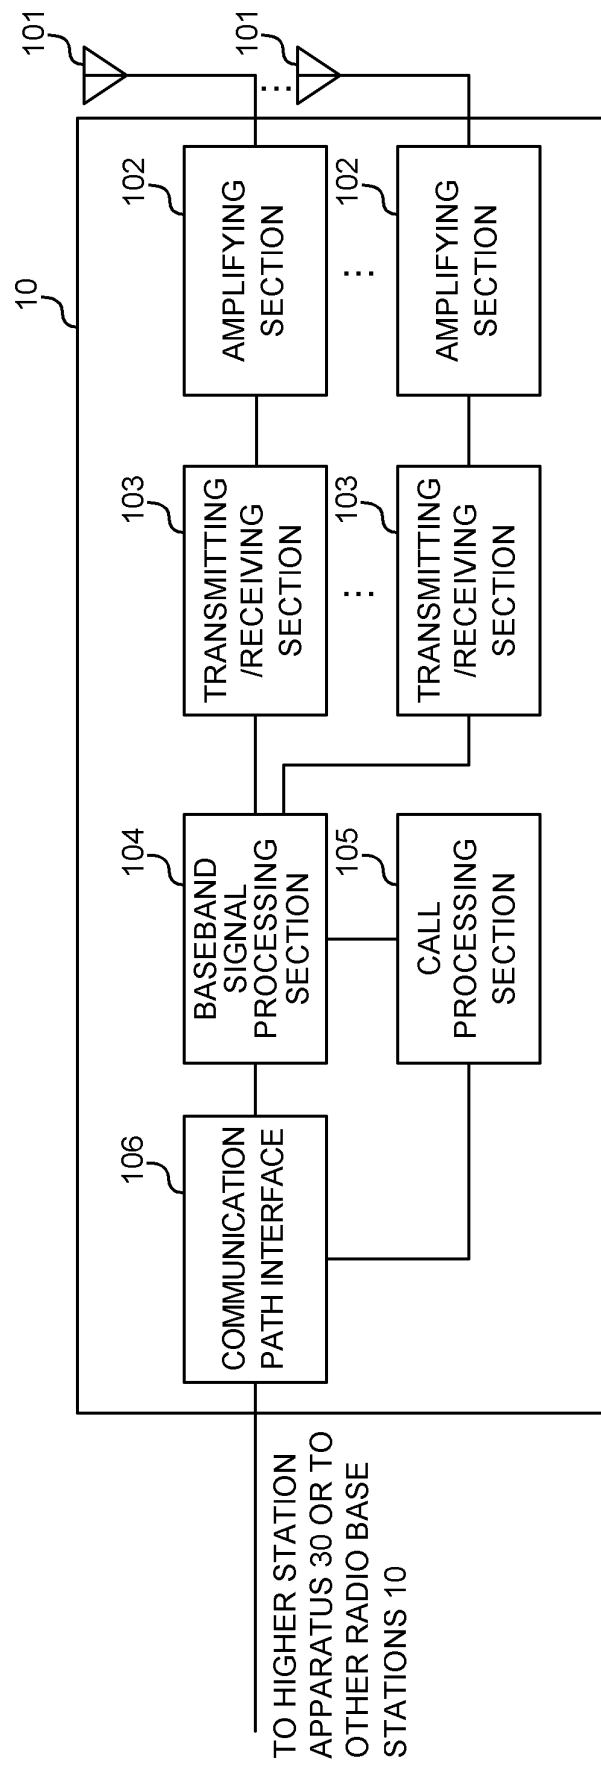 10
101
101
102
AMPLIFYING
SECTION
102
AMPLIFYING
SECTION
...
...
103
TRANSMITTING
/RECEIVING
SECTION
103
TRANSMITTING
/RECEIVING
SECTION
...
104
BASEBAND
SIGNAL
PROCESSING
SECTION
105
CALL
PROCESSING
SECTION
106
COMMUNICATION
PATH INTERFACE
TO HIGHER STATION
APPARATUS 30 OR TO
OTHER RADIO BASE
STATIONS 10